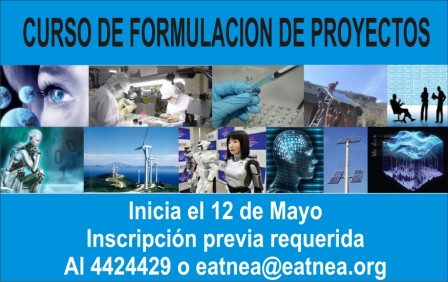 CURSO DE FORMULACION DE PROYECTOS
Inicia el 12 de Mayo
Inscripción previa requerida
Al 4424429 o eatnea@eatnea.org